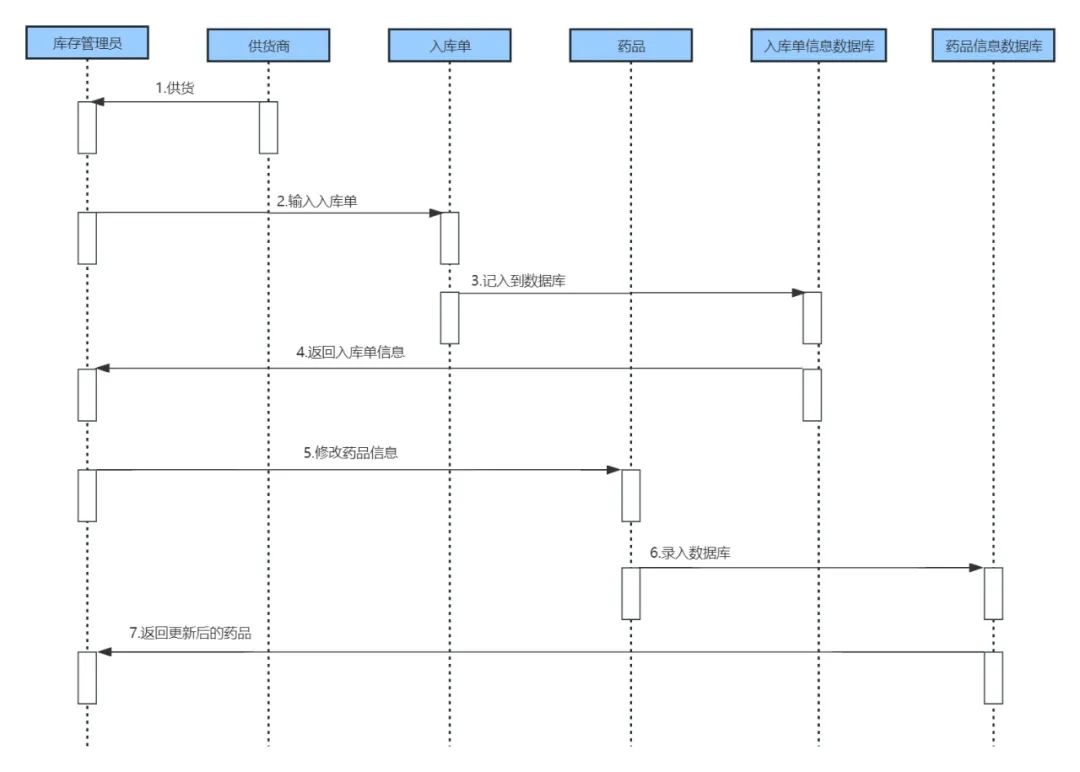 库存管理员
供货商
入库单
药品
入库单信息数据库
药品信息数据库
1.供货
2.输入入库单
3.记入到数据库
4.返回入库单信息
5.修改药品信息
6.录入数据库
7.返回更新后的药品